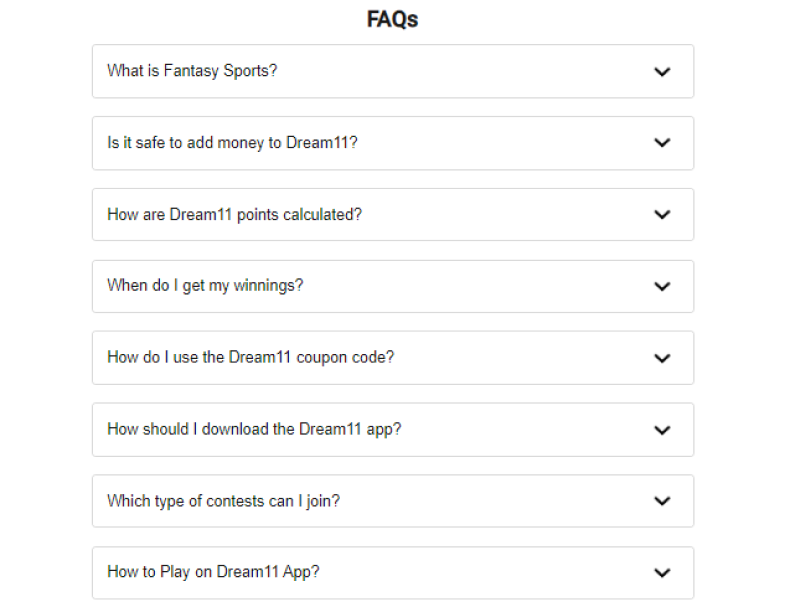 FAQs
What is Fantasy Sports?
Is it safe to add money to Dream11?
How are Dream11 points calculated?
When do I get my winnings?
How do I use the Dream11 coupon code?
How should I download the Dream11 app?
Which type of contests can I join?
How to Play on Dream11 App?